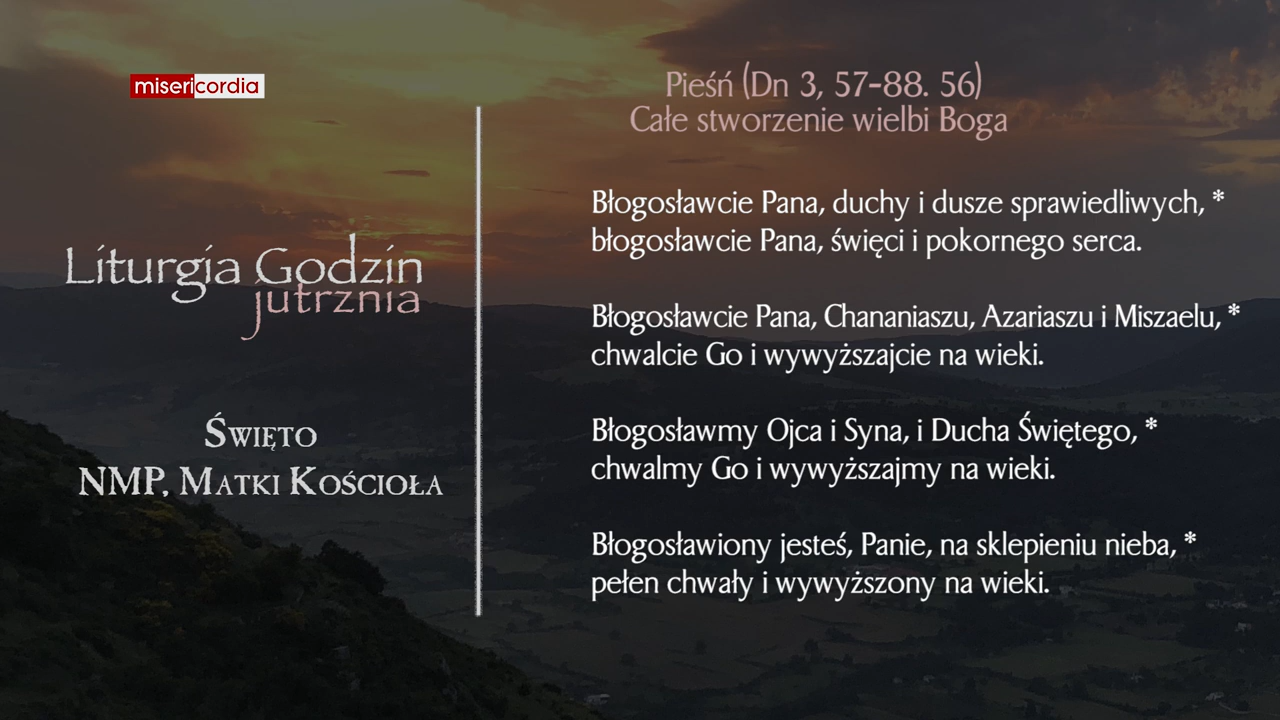 misericordia
Liturgia Godzin
jutrznia
Święto
NMP, Matki Kościoła
Pieśń (Dn 3, 57-88. 56)
Całe stworzenie wielbi Boga
Błogosławcie Pana, duchy i dusze sprawiedliwych, *
błogosławcie Pana, święci i pokornego serca.
Błogosławcie Pana, Chananiaszu, Azariaszu i Miszaelu, *
chwalcie Go i wywyższajcie na wieki.
Błogosławmy Ojca i Syna, i Ducha Świętego, *
chwalmy Go i wywyższajmy na wieki.
Błogosławiony jesteś, Panie, na sklepieniu nieba, *
pełen chwały i wywyższony na wieki.